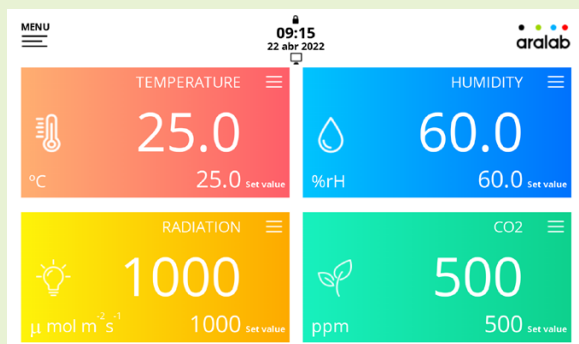 MENU
09:15
22 abr 2022
aralab
TEMPERATURE
25.0
ºC
25.0 Set value
HUMIDITY
60.0
%rH
60.0 Set value
RADIATION
1000
μ mol m⁻² s⁻¹
1000 Set value
CO2
500
ppm
500 Set value